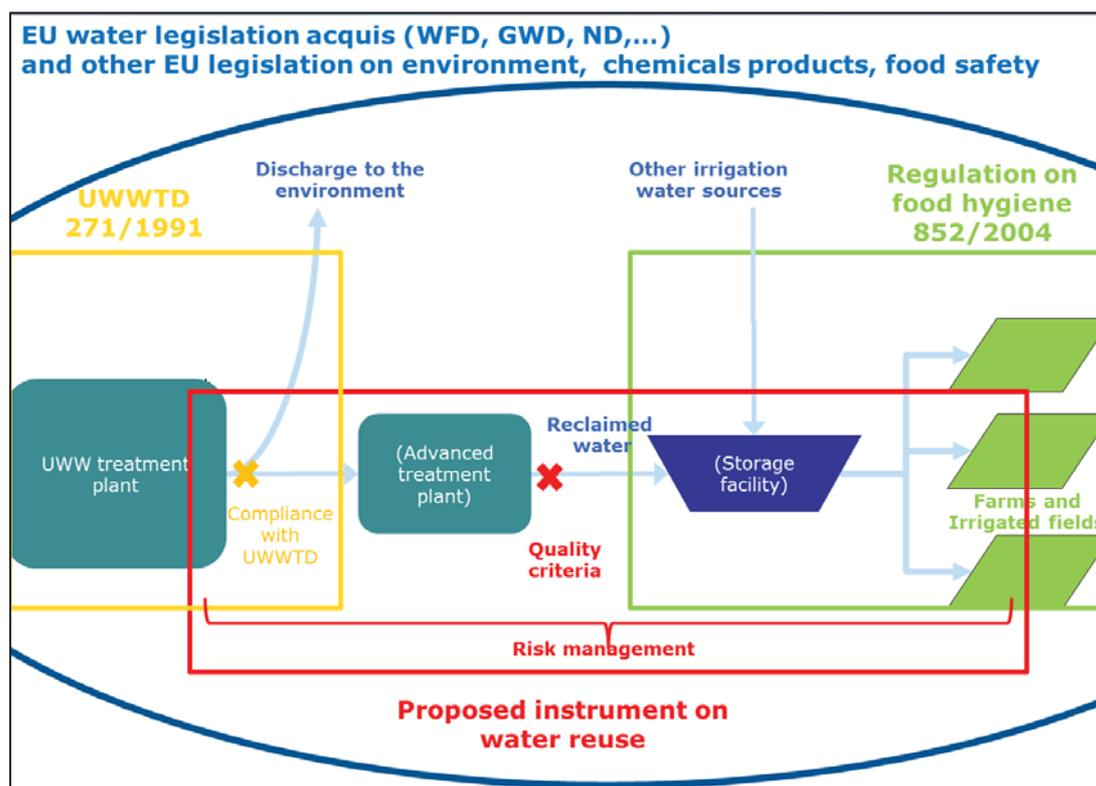 EU water legislation acquis (WFD, GWD, ND,...)
and other EU legislation on environment, chemicals products, food safety
Discharge to the
environment
Other irrigation
water sources
UWWTD
271/1991
Regulation on
food hygiene
852/2004
UWW treatment
plant
Compliance
with
UWWTD
(Advanced
treatment
plant)
Reclaimed
water
Quality
criteria
(Storage
facility)
Farms and
Irrigated fields
Risk management
Proposed instrument on
water reuse